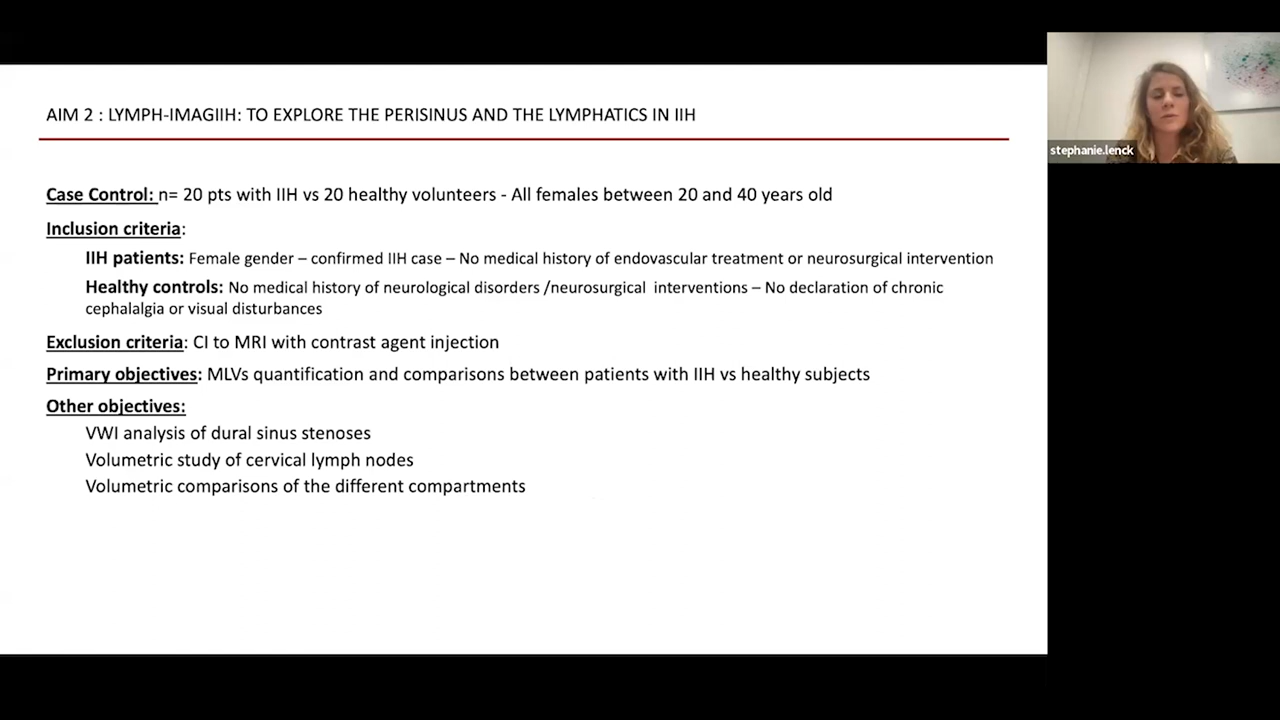 AIM 2 : LYMPH-IMAGIIH: TO EXPLORE THE PERISINUS AND THE LYMPHATICS IN IIH
stephanie.lenck
Case Control: n= 20 pts with IIH vs 20 healthy volunteers - All females between 20 and 40 years old
Inclusion criteria:
IIH patients: Female gender – confirmed IIH case – No medical history of endovascular treatment or neurosurgical intervention
Healthy controls: No medical history of neurological disorders /neurosurgical interventions – No declaration of chronic
cephalalgia or visual disturbances
Exclusion criteria: CI to MRI with contrast agent injection
Primary objectives: MLVs quantification and comparisons between patients with IIH vs healthy subjects
Other objectives:
VWI analysis of dural sinus stenoses
Volumetric study of cervical lymph nodes
Volumetric comparisons of the different compartments